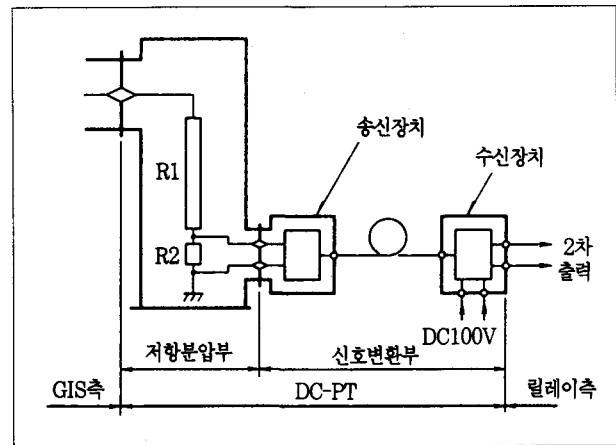 송신장치
수신장치
R1
R2
2차
출력
DC100V
저항분압부
신호변환부
GIS측
DC-PT
릴레이측